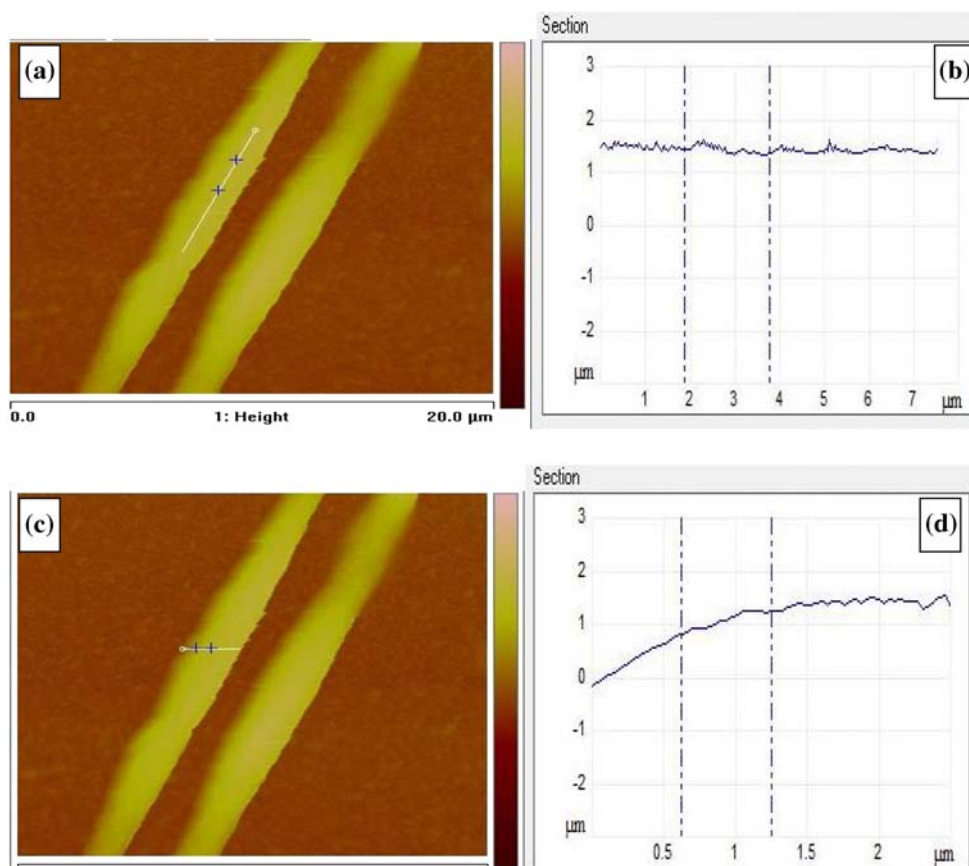 Section
(a)
(b)
3
2
1
0
-1
-2
μm
1 2 3 4 5 6 7 μm
0.0 1: Height 20.0 μm
Section
(c)
(d)
3
2
1
0
-1
-2
μm
0.5 1 1.5 2 μm